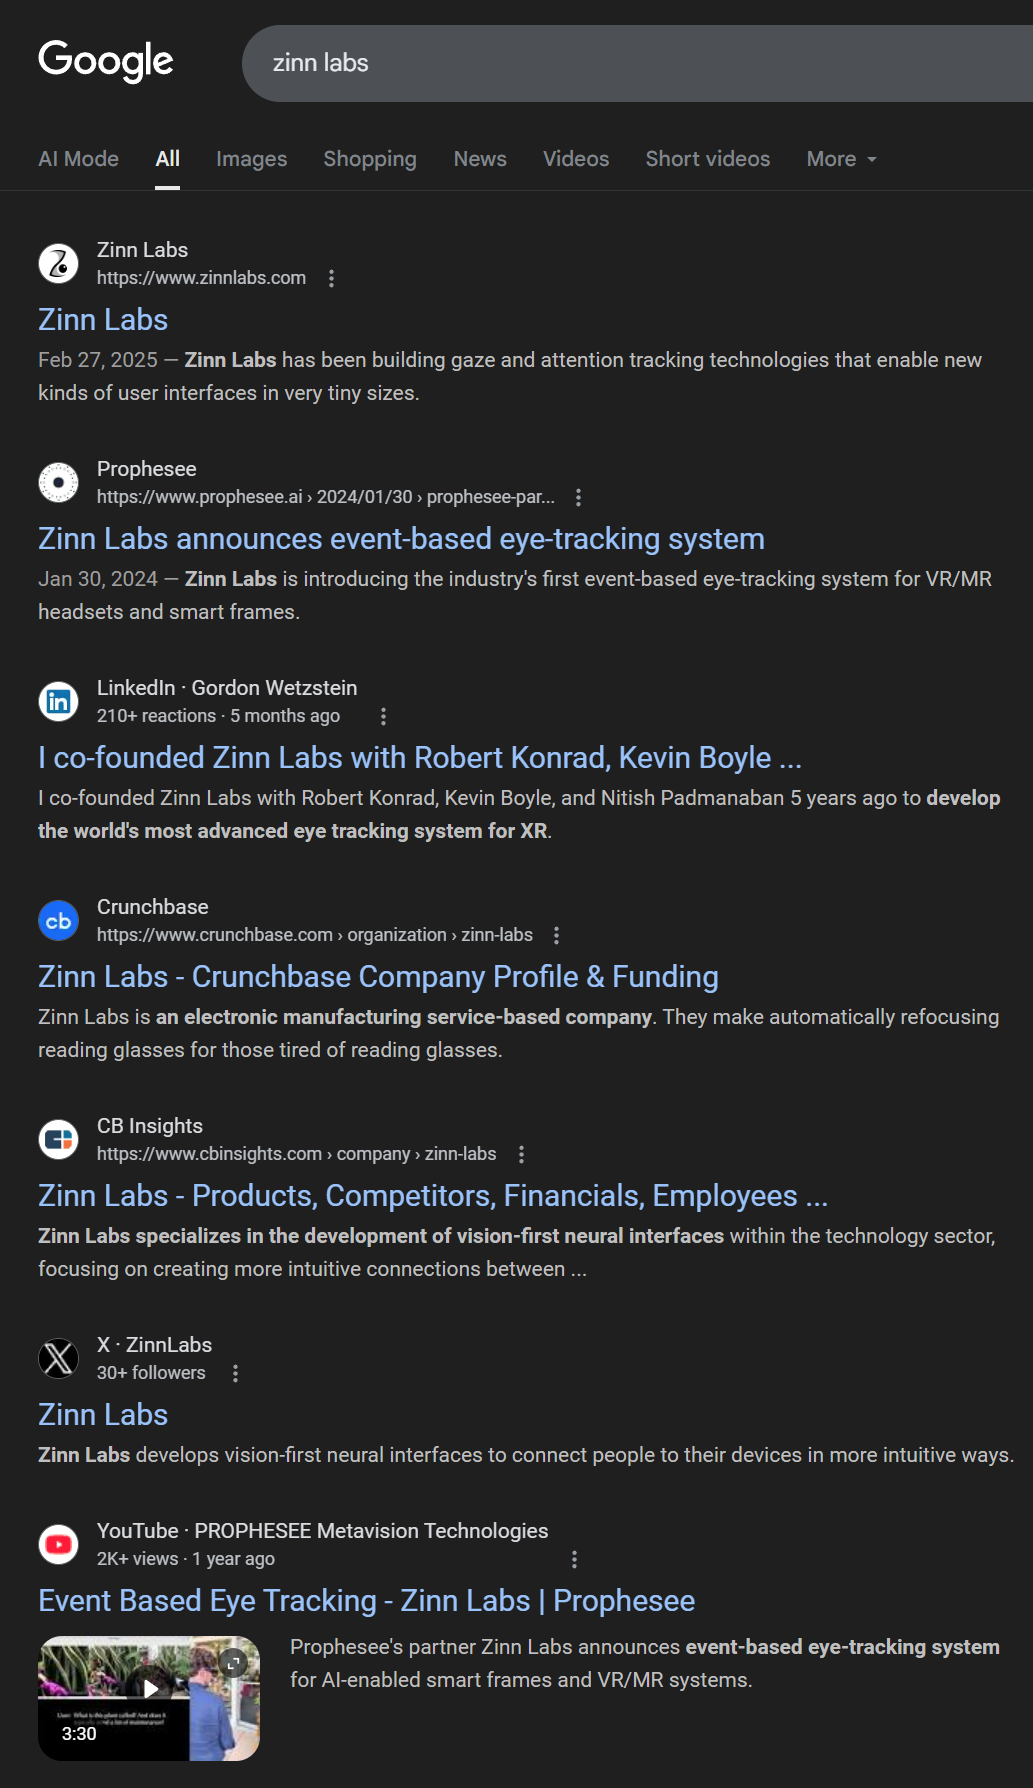 Google
zinn labs
AI Mode All Images Shopping News Videos Short videos More
Zinn Labs
https://www.zinnlabs.com
Zinn Labs
Feb 27, 2025 — Zinn Labs has been building gaze and attention tracking technologies that enable new
kinds of user interfaces in very tiny sizes.
Prophesee
https://www.prophesee.ai › 2024/01/30 › prophesee-par...
Zinn Labs announces event-based eye-tracking system
Jan 30, 2024 — Zinn Labs is introducing the industry's first event-based eye-tracking system for VR/MR
headsets and smart frames.
in
LinkedIn · Gordon Wetzstein
210+ reactions · 5 months ago
I co-founded Zinn Labs with Robert Konrad, Kevin Boyle ...
I co-founded Zinn Labs with Robert Konrad, Kevin Boyle, and Nitish Padmanaban 5 years ago to develop
the world's most advanced eye tracking system for XR.
cb
Crunchbase
https://www.crunchbase.com › organization › zinn-labs
Zinn Labs - Crunchbase Company Profile & Funding
Zinn Labs is an electronic manufacturing service-based company. They make automatically refocusing
reading glasses for those tired of reading glasses.
CB Insights
https://www.cbinsights.com › company › zinn-labs
Zinn Labs - Products, Competitors, Financials, Employees ...
Zinn Labs specializes in the development of vision-first neural interfaces within the technology sector,
focusing on creating more intuitive connections between ...
X · ZinnLabs
30+ followers
Zinn Labs
Zinn Labs develops vision-first neural interfaces to connect people to their devices in more intuitive ways.
YouTube · PROPHESEE Metavision Technologies
2K+ views · 1 year ago
Event Based Eye Tracking - Zinn Labs | Prophesee
Prophesee's partner Zinn Labs announces event-based eye-tracking system
for AI-enabled smart frames and VR/MR systems.
User: What is this plant called? And does it
3:30